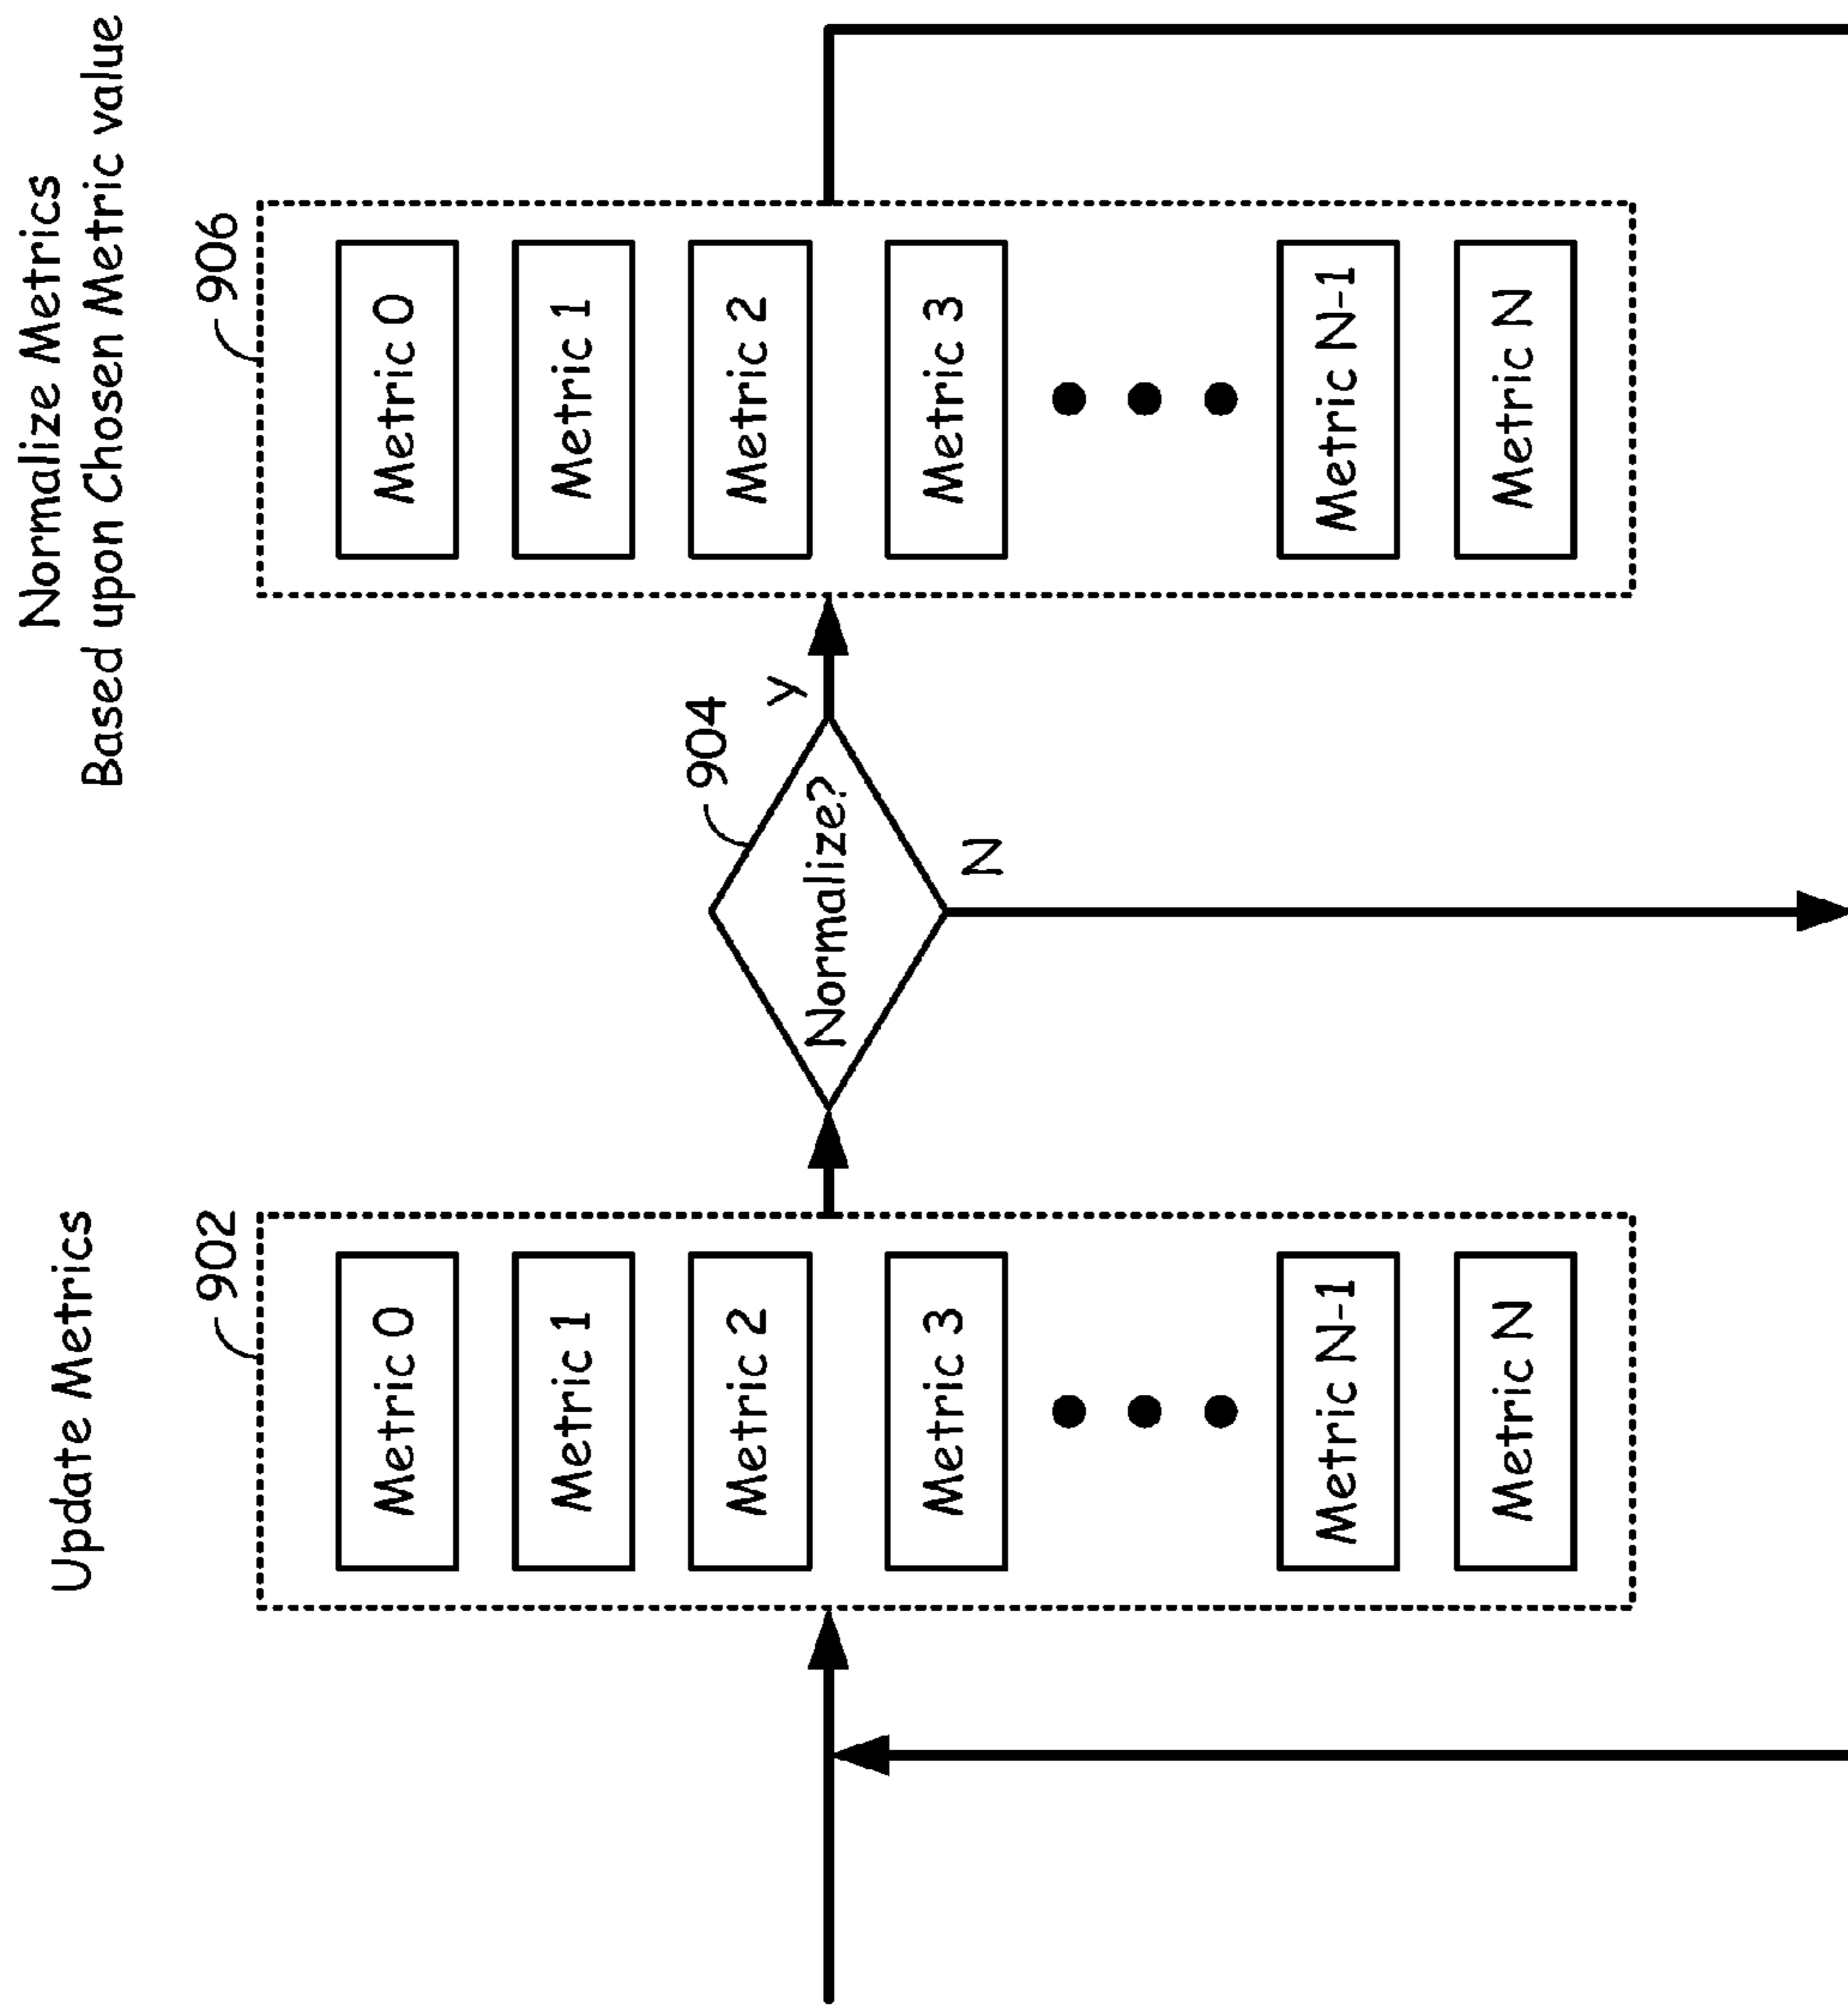 Update Metrics
902
Metric 0
Metric 1
Metric 2
Metric 3
Metric N-1
Metric N
904
Normalize?
Y
N
Normalize Metrics
Based upon Chosen Metric value
906
Metric 0
Metric 1
Metric 2
Metric 3
Metric N-1
Metric N